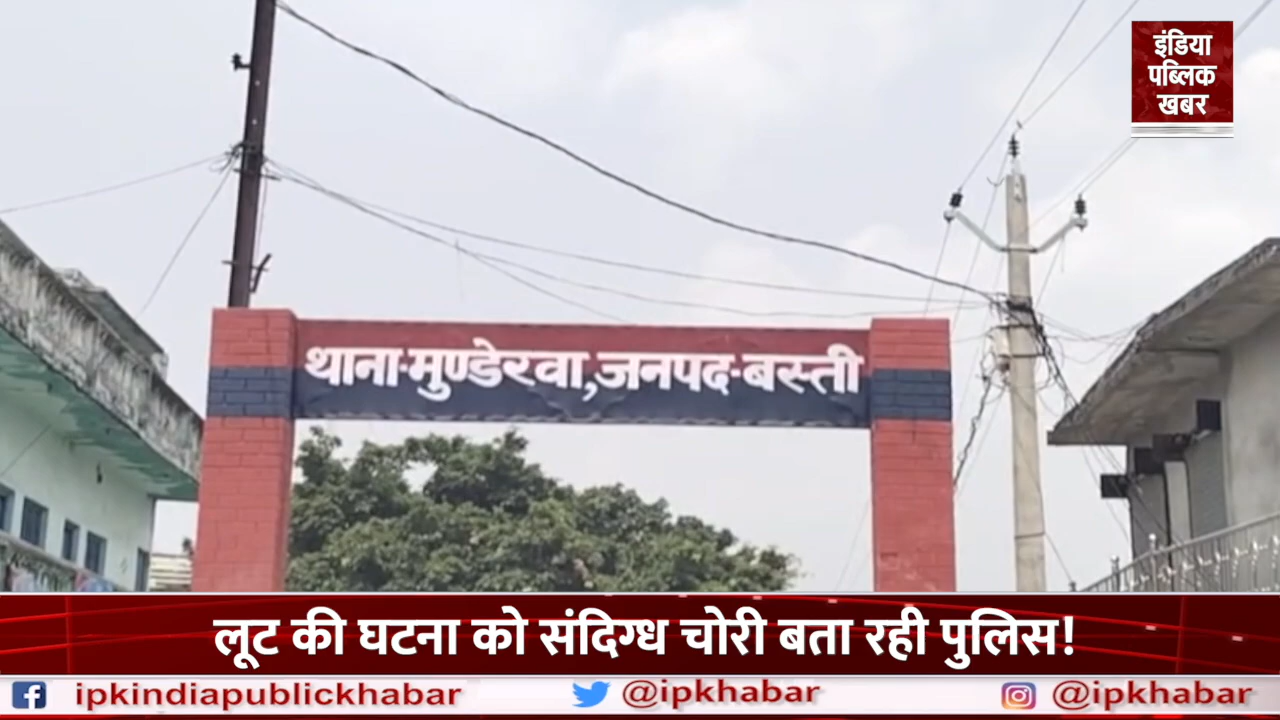 इंडिया
पब्लिक
खबर
थाना-मुण्डेरवा,जनपद-बस्ती
लूट की घटना को संदिग्ध चोरी बता रही पुलिस!
ipkindiapublickhabar @ipkhabar @ipkhabar